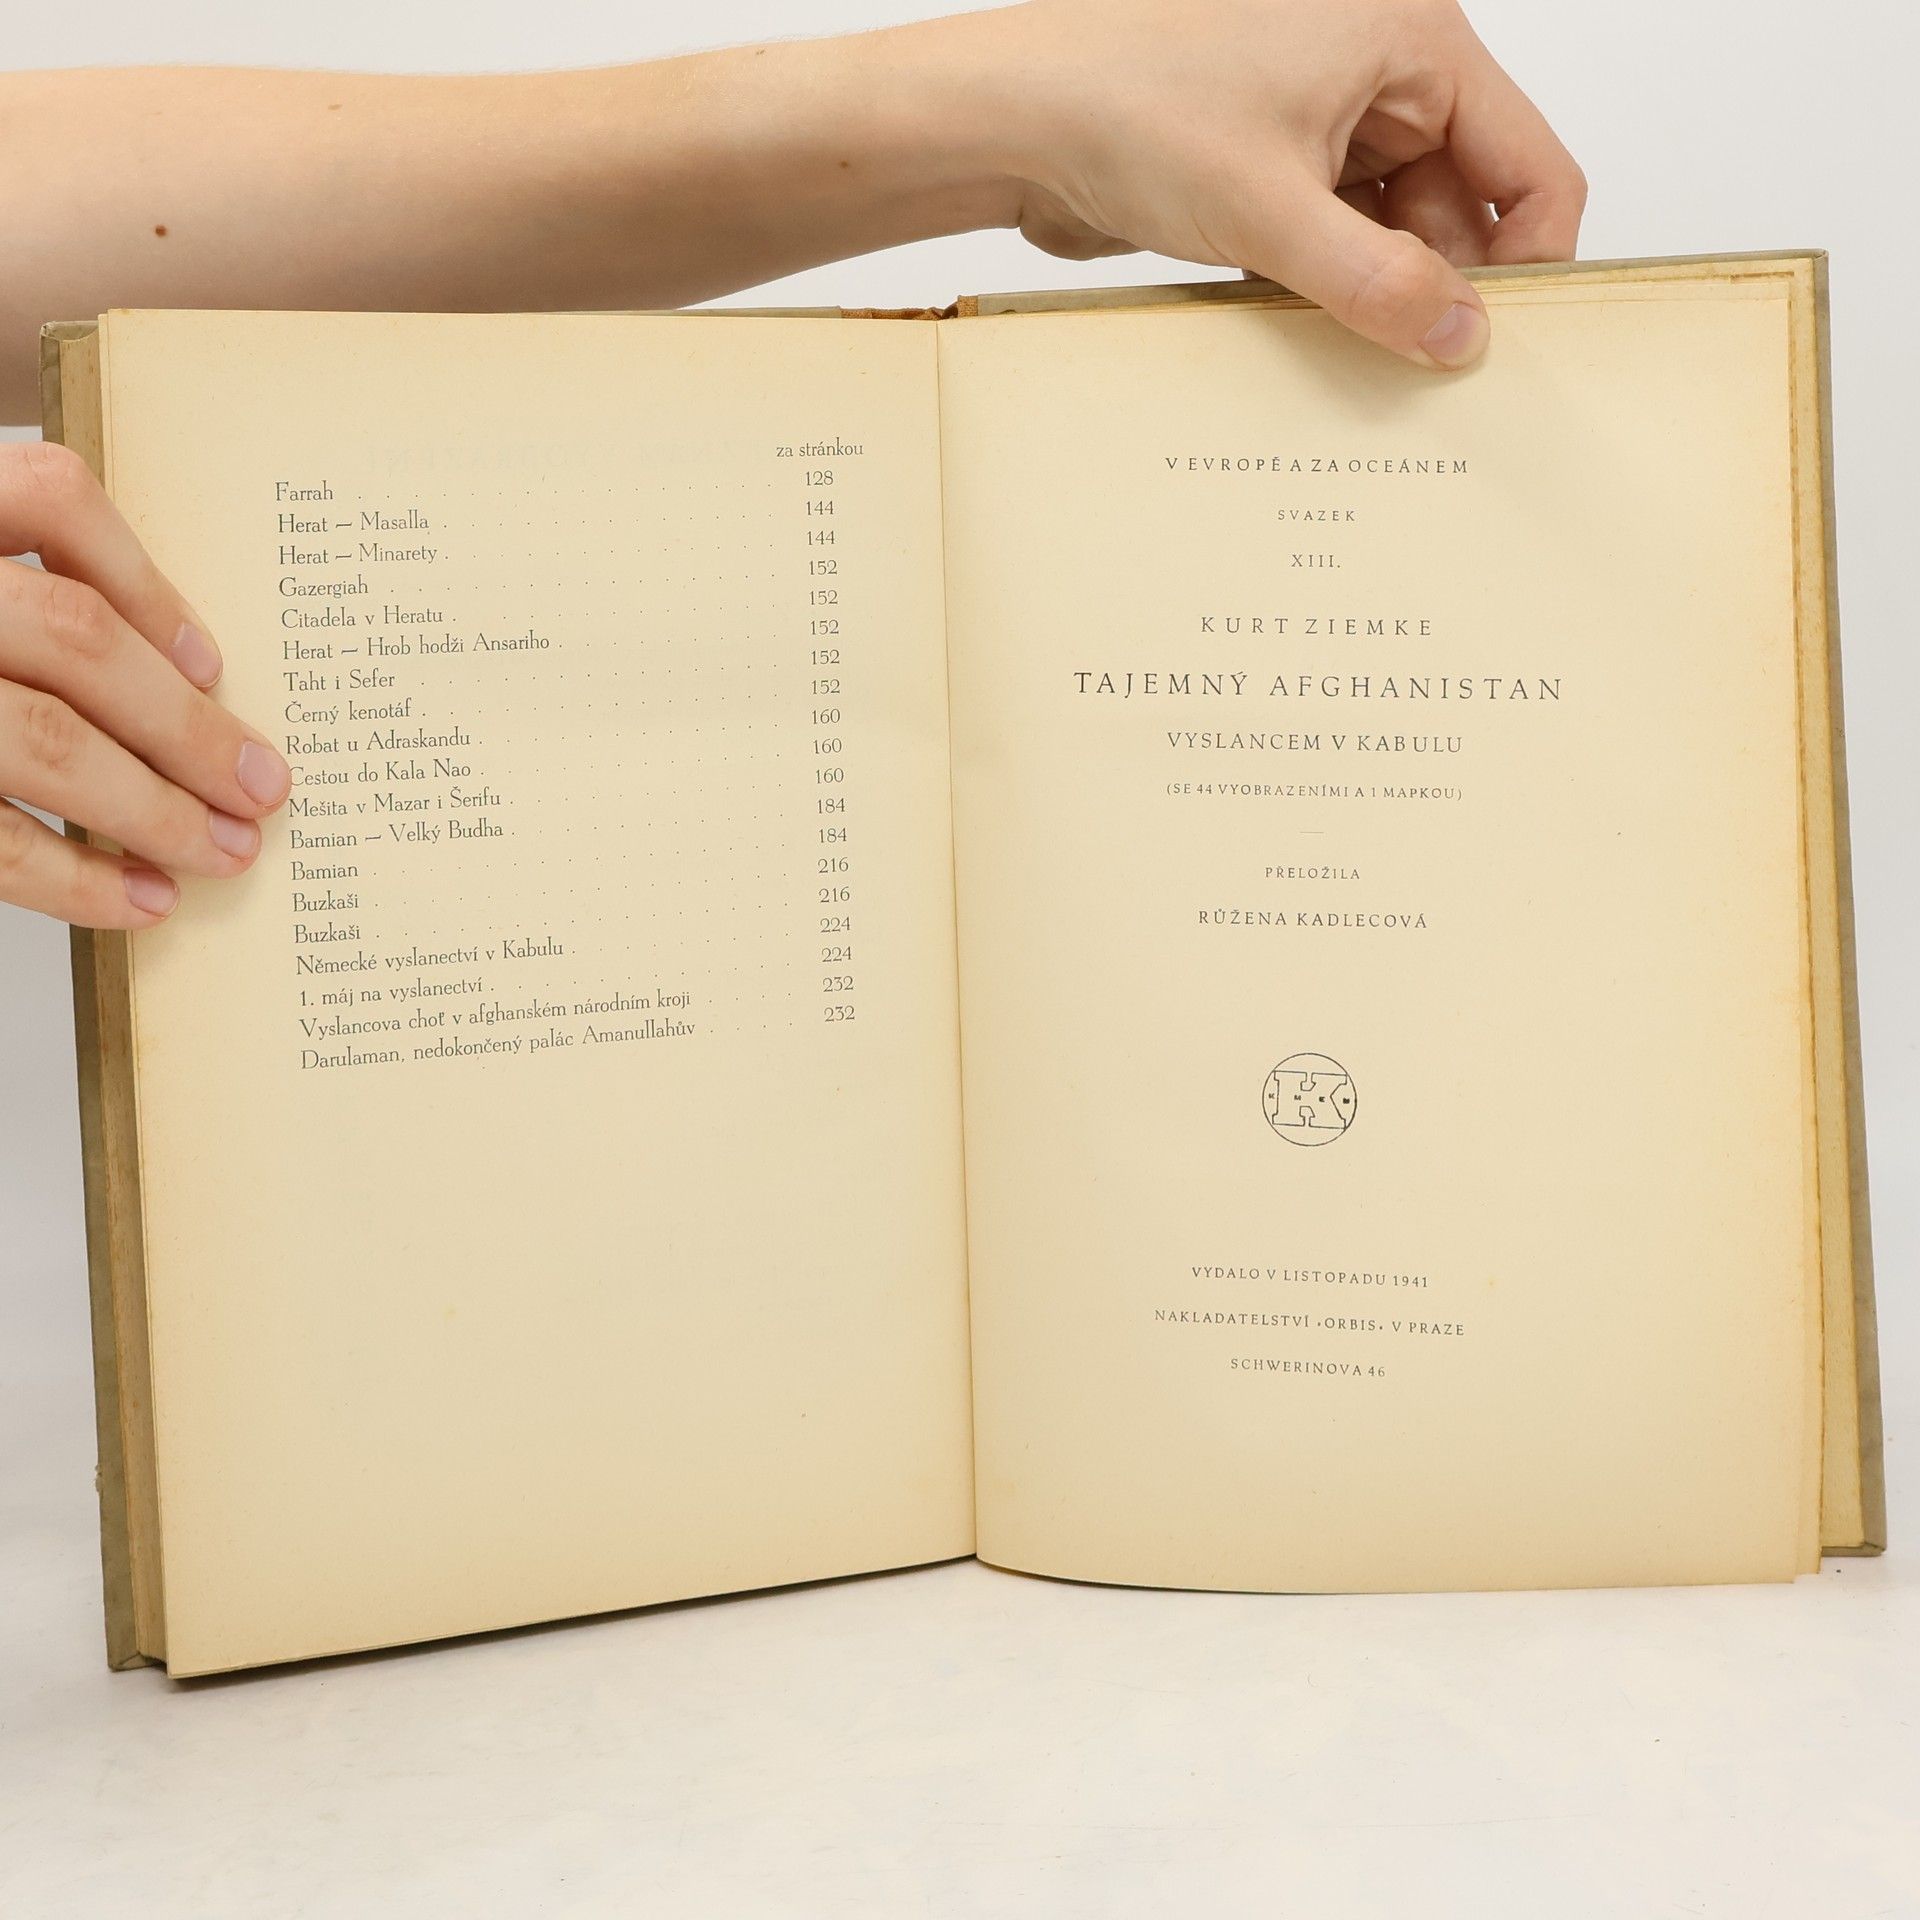 za stránkou
Farrah . . . . . . . . . . . . . . . . 128
Herat — Masalla . . . . . . . . . . . . 144
Herat — Minarety . . . . . . . . . . . . 144
Gazergiah . . . . . . . . . . . . . . 152
Citadela v Heratu . . . . . . . . . . . . 152
Herat — Hrob hodži Ansariho . . . . . . . . 152
Taht i Sefer . . . . . . . . . . . . . 152
Černý kenotáf . . . . . . . . . . . . . 152
Robat u Adraskandu . . . . . . . . . . . 160
Cestou do Kala Nao . . . . . . . . . . . 160
Mešita v Mazar i Šerifu . . . . . . . . . . 160
Bamian — Velký Budha . . . . . . . . . . 184
Bamian . . . . . . . . . . . . . . . 184
Buzkaši . . . . . . . . . . . . . . . 216
Buzkaši . . . . . . . . . . . . . . . 216
Německé vyslanectví v Kabulu . . . . . . . . 224
1. máj na vyslanectví . . . . . . . . . . . 224
Vyslancova choť v afghanském národním kroji . . . . 232
Darulaman, nedokončený palác Amanullahův . . . . 232
V EVROPĚ A ZA OCEÁNEM
SVAZEK
XIII.
KURT ZIEMKE
TAJEMNÝ AFGHANISTAN
VYSLANCEM V KABULU
(SE 44 VYOBRAZENÍMI A 1 MAPKOU)
PŘELOŽILA
RŮŽENA KADLECOVÁ
K
K M E N
VYDALO V LISTOPADU 1941
NAKLADATELSTVÍ •ORBIS• V PRAZE
SCHWERINOVA 46